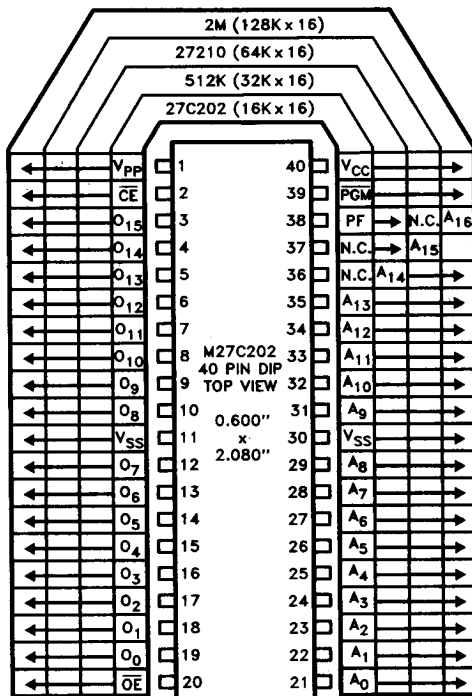 2M (128K x 16)
27210 (64K x 16)
512K (32K x 16)
27C202 (16K x 16)
VPP 1 40 VCC
CE 2 39 PGM
O15 3 38 PF N.C. A16
O14 4 37 N.C. A15
O13 5 36 N.C. A14
O12 6 35 A13
O11 7 34 A12
O10 8 33 A11
O9 9 32 A10
O8 10 31 A9
VSS 11 30 VSS
O7 12 29 A8
O6 13 28 A7
O5 14 27 A6
O4 15 26 A5
O3 16 25 A4
O2 17 24 A3
O1 18 23 A2
O0 19 22 A1
OE 20 21 A0
M27C202
40 PIN DIP
TOP VIEW
0.600"
x
2.080"